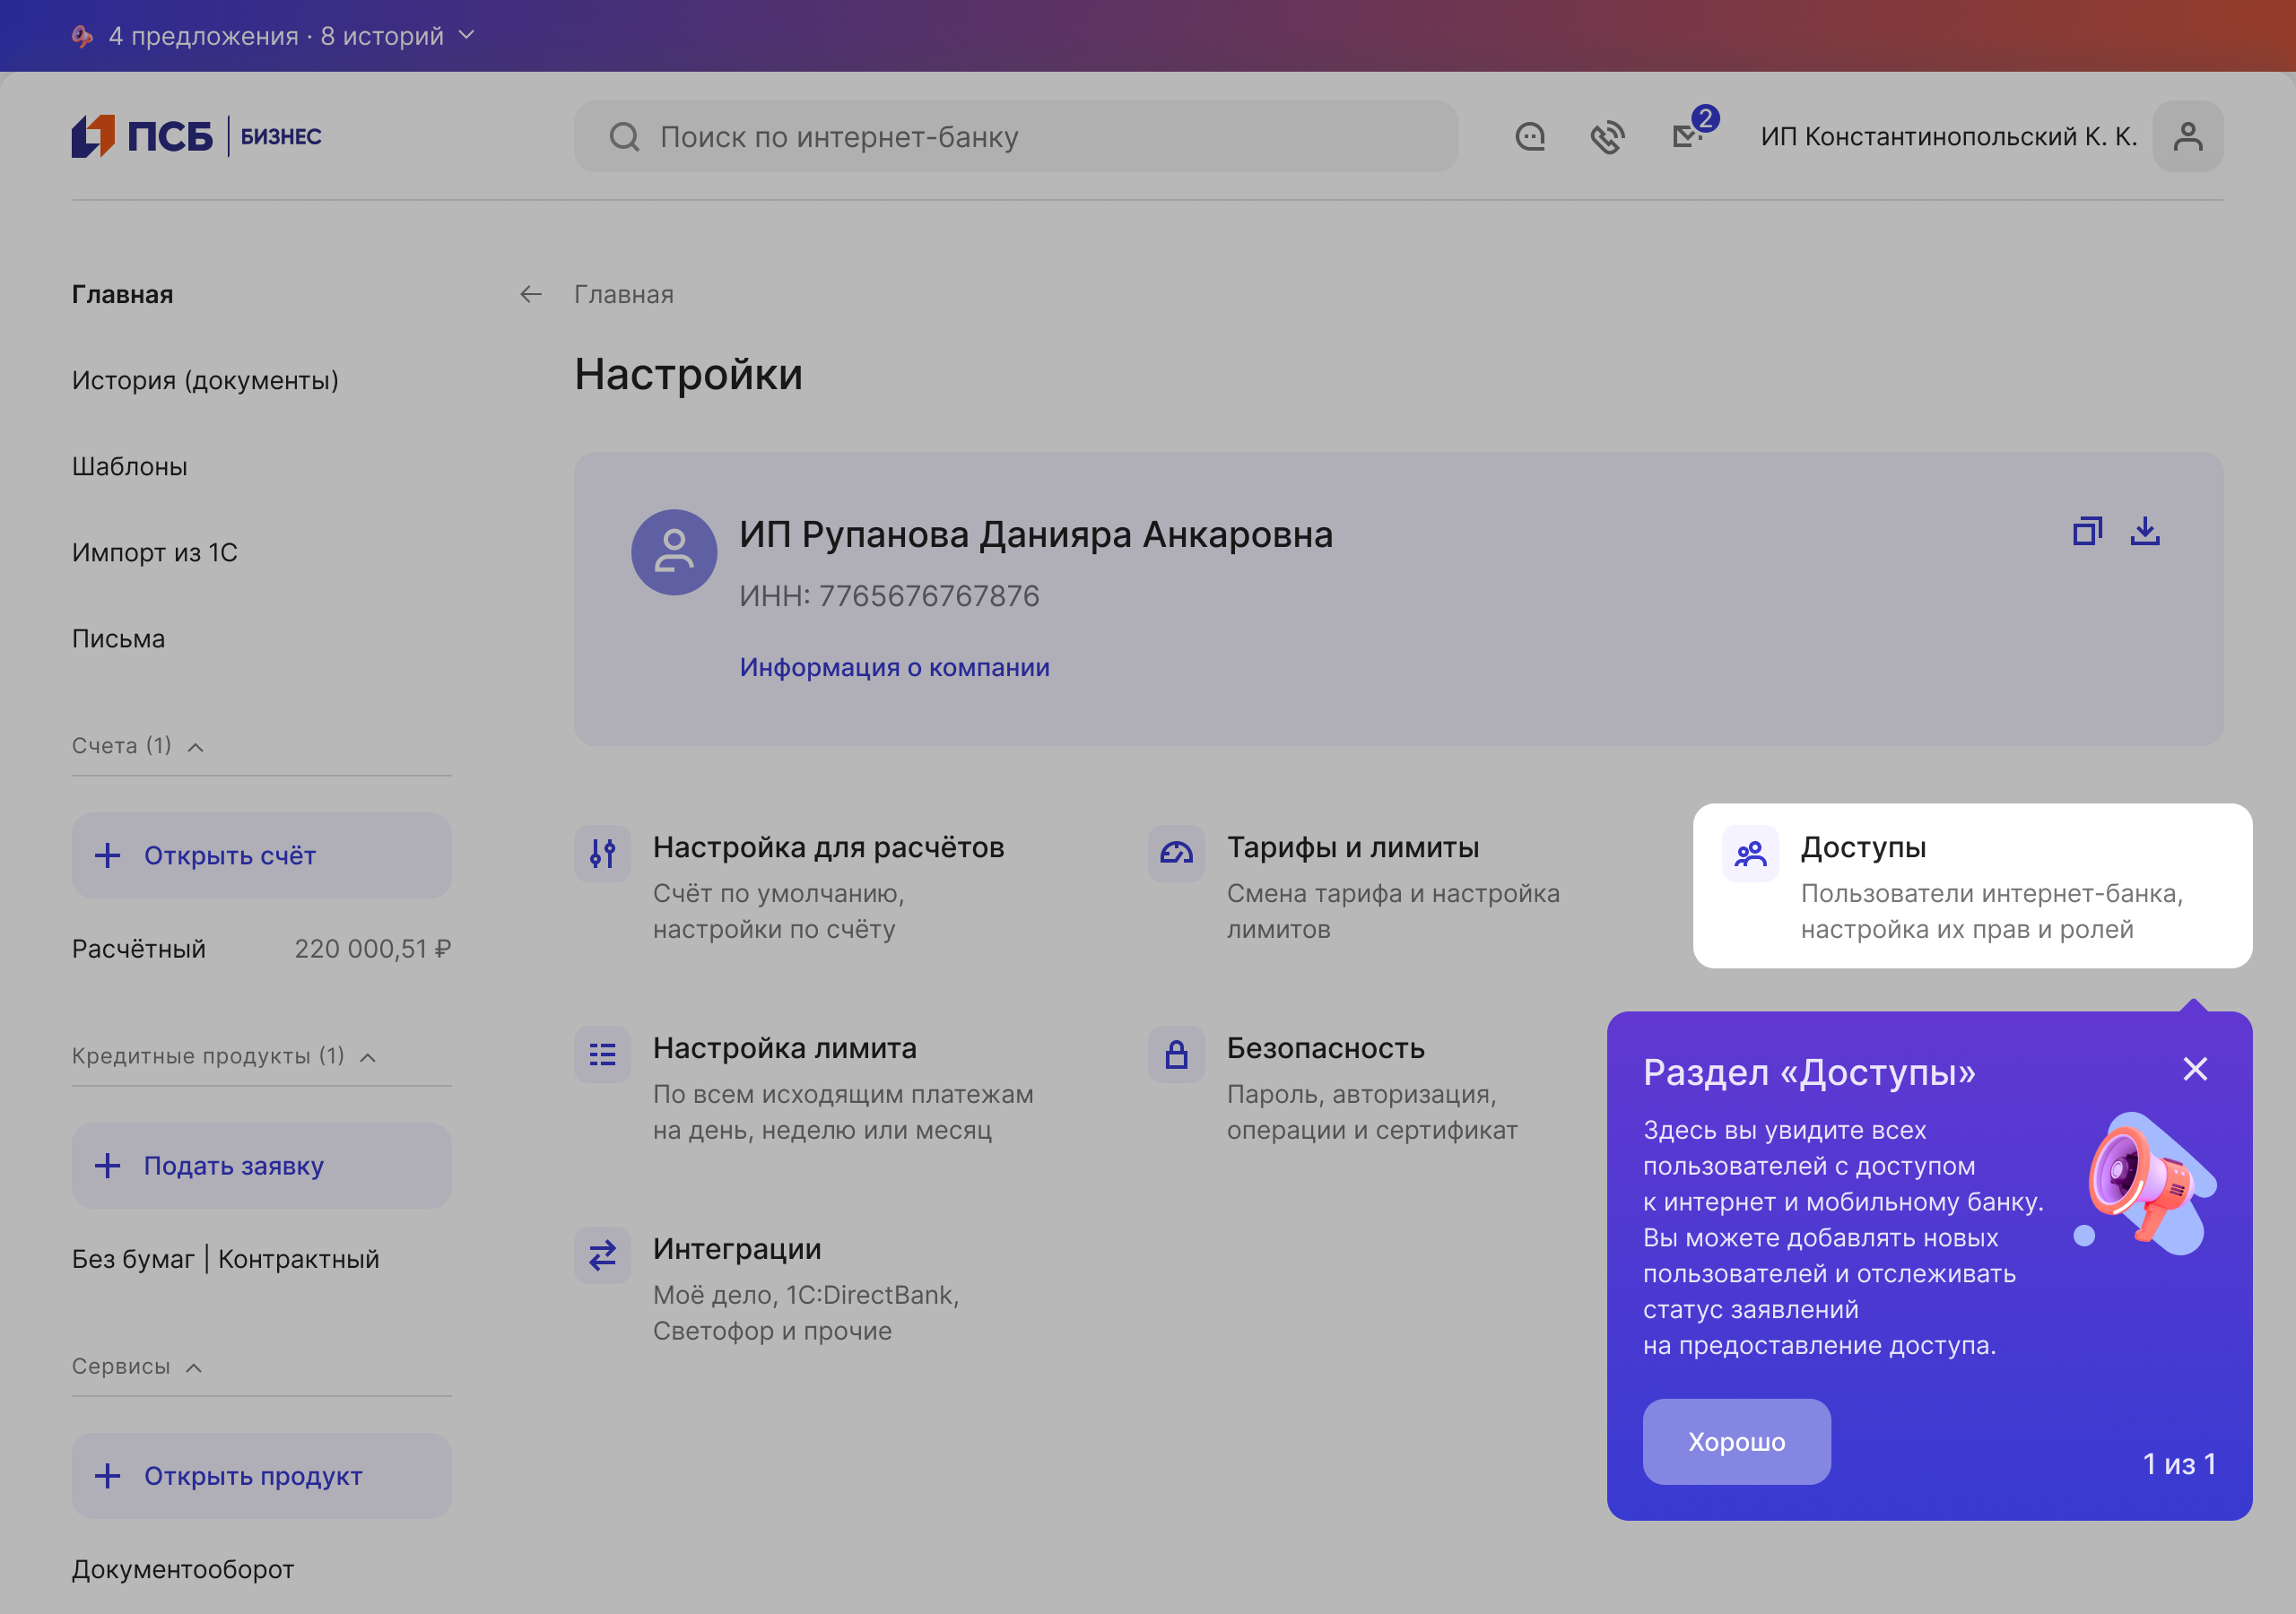 4 предложения · 8 историй
ПСБ БИЗНЕС
Поиск по интернет-банку
2
ИП Константинопольский К. К.
Главная
История (документы)
Шаблоны
Импорт из 1С
Письма
Счета (1)
Открыть счёт
Расчётный 220 000,51 ₽
Кредитные продукты (1)
Подать заявку
Без бумаг | Контрактный
Сервисы
Открыть продукт
Документооборот
Главная
Настройки
ИП Рупанова Данияра Анкаровна
ИНН: 7765676767876
Информация о компании
Настройка для расчётов
Счёт по умолчанию,
настройки по счёту
Тарифы и лимиты
Смена тарифа и настройка
лимитов
Доступы
Пользователи интернет-банка,
настройка их прав и ролей
Настройка лимита
По всем исходящим платежам
на день, неделю или месяц
Безопасность
Пароль, авторизация,
операции и сертификат
Интеграции
Моё дело, 1С:DirectBank,
Светофор и прочие
Раздел «Доступы»
Здесь вы увидите всех
пользователей с доступом
к интернет и мобильному банку.
Вы можете добавлять новых
пользователей и отслеживать
статус заявлений
на предоставление доступа.
Хорошо
1 из 1